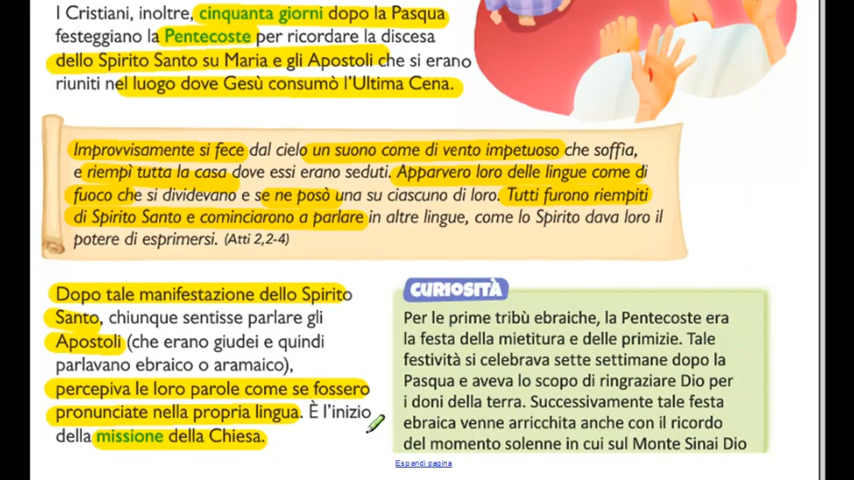 I Cristiani, inoltre, cinquanta giorni dopo la Pasqua
festeggiano la Pentecoste per ricordare la discesa
dello Spirito Santo su Maria e gli Apostoli che si erano
riuniti nel luogo dove Gesù consumò l'Ultima Cena.
Improvvisamente si fece dal cielo un suono come di vento impetuoso che soffia,
e riempì tutta la casa dove essi erano seduti. Apparvero loro delle lingue come di
fuoco che si dividevano e se ne posò una su ciascuno di loro. Tutti furono riempiti
di Spirito Santo e cominciarono a parlare in altre lingue, come lo Spirito dava loro il
potere di esprimersi. (Atti 2,2-4)
Dopo tale manifestazione dello Spirito
Santo, chiunque sentisse parlare gli
Apostoli (che erano giudei e quindi
parlavano ebraico o aramaico),
percepiva le loro parole come se fossero
pronunciate nella propria lingua. È l'inizio
della missione della Chiesa.
CURIOSITÀ
Per le prime tribù ebraiche, la Pentecoste era
la festa della mietitura e delle primizie. Tale
festività si celebrava sette settimane dopo la
Pasqua e aveva lo scopo di ringraziare Dio per
i doni della terra. Successivamente tale festa
ebraica venne arricchita anche con il ricordo
del momento solenne in cui sul Monte Sinai Dio
Espandi pagina